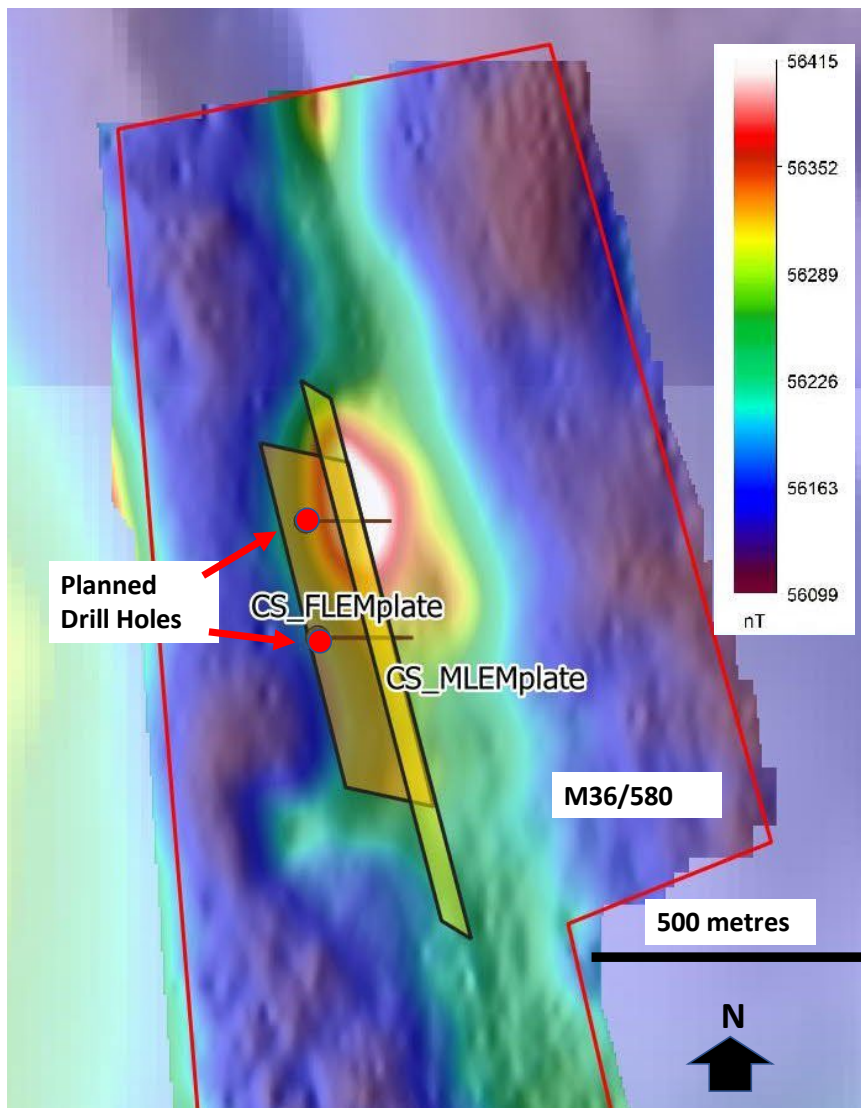 56415
56352
56289
56226
56163
56099
nT
Planned
Drill Holes
CS_FLEMplate
CS_MLEMplate
M36/580
500 metres
N